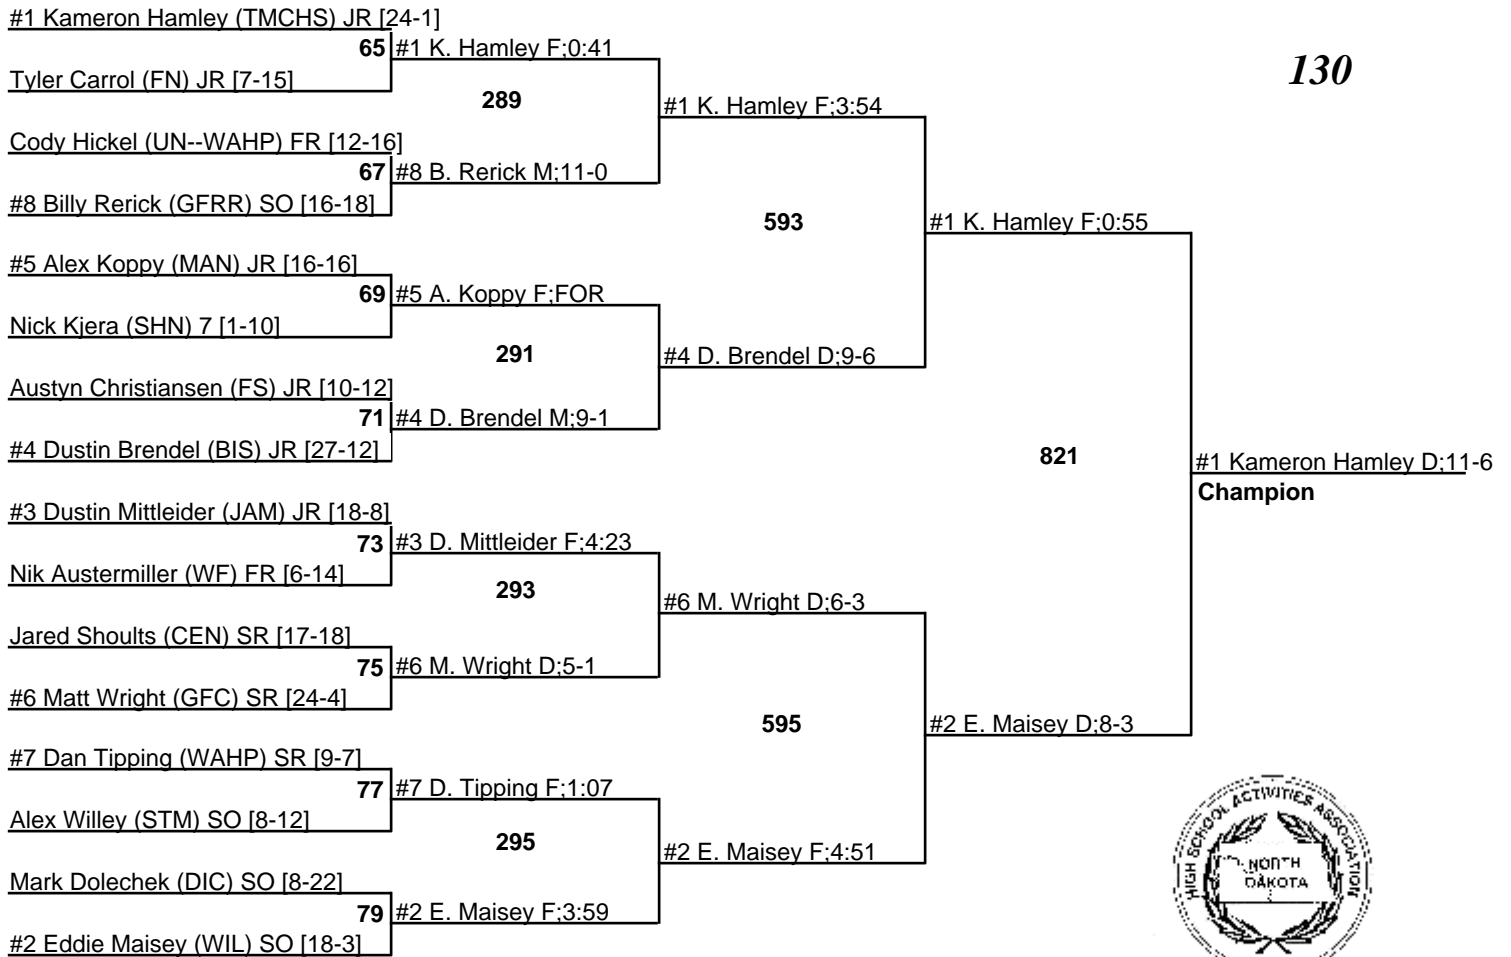 #1 Kameron Hamley (TMCHS) JR [24-1]
65 #1 K. Hamley F;0:41
130
Tyler Carrol (FN) JR [7-15]
289
#1 K. Hamley F;3:54
Cody Hickel (UN--WAHP) FR [12-16]
67 #8 B. Rerick M;11-0
#8 Billy Rerick (GFRR) SO [16-18]
593
#1 K. Hamley F;0:55
#5 Alex Koppy (MAN) JR [16-16]
69 #5 A. Koppy F;FOR
Nick Kjera (SHN) 7 [1-10]
291
#4 D. Brendel D;9-6
Austyn Christiansen (FS) JR [10-12]
71 #4 D. Brendel M;9-1
#4 Dustin Brendel (BIS) JR [27-12]
821
#1 Kameron Hamley D;11-6
Champion
#3 Dustin Mittleider (JAM) JR [18-8]
73 #3 D. Mittleider F;4:23
Nik Austermiller (WF) FR [6-14]
293
#6 M. Wright D;6-3
Jared Shoults (CEN) SR [17-18]
75 #6 M. Wright D;5-1
#6 Matt Wright (GFC) SR [24-4]
595
#2 E. Maisey D;8-3
#7 Dan Tipping (WAHP) SR [9-7]
77 #7 D. Tipping F;1:07
Alex Willey (STM) SO [8-12]
295
#2 E. Maisey F;4:51
Mark Dolechek (DIC) SO [8-22]
79 #2 E. Maisey F;3:59
#2 Eddie Maisey (WIL) SO [18-3]
HIGH SCHOOL ACTIVITIES ASSOCIATION
NORTH
DAKOTA